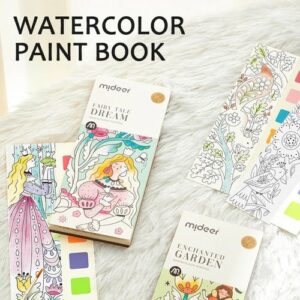 WATERCOLOR
PAINT BOOK
mideer
FAIRY TALE
DREAM
mideer
ENCHANTED
GARDEN